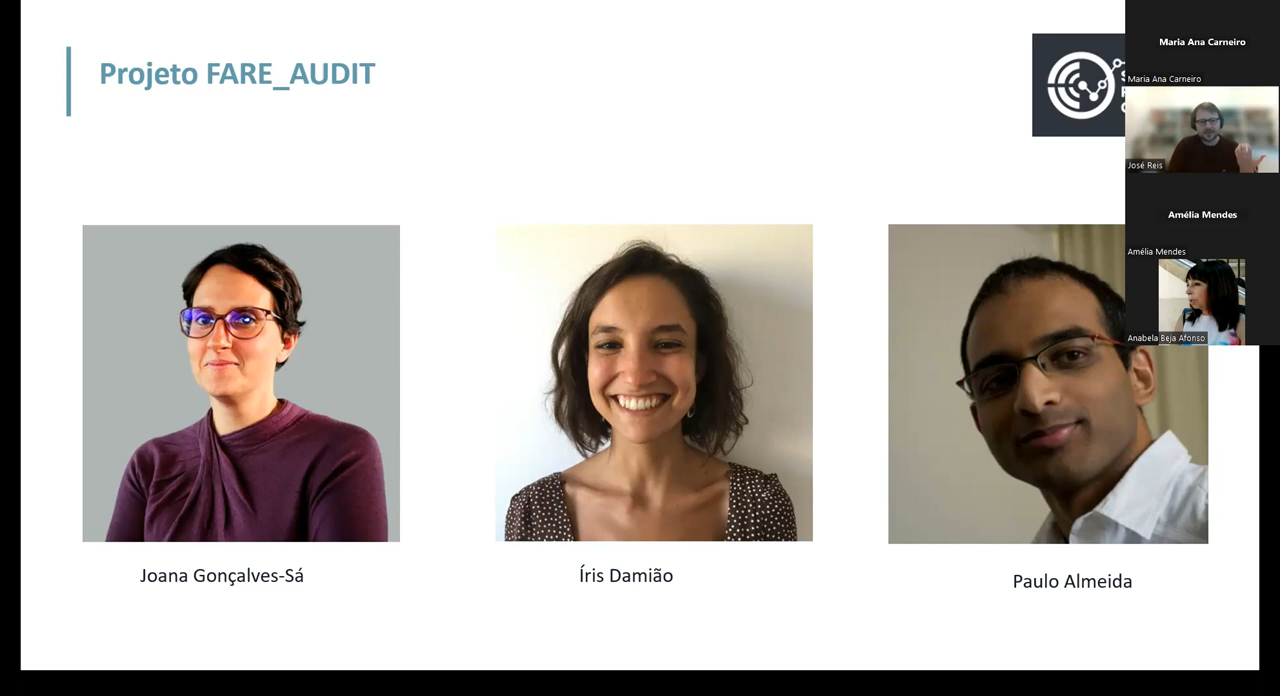 Projeto FARE_AUDIT
Maria Ana Carneiro
Maria Ana Carneiro
José Reis
Amélia Mendes
Amélia Mendes
Anabela Beja Afonso
Joana Gonçalves-Sá
Íris Damião
Paulo Almeida